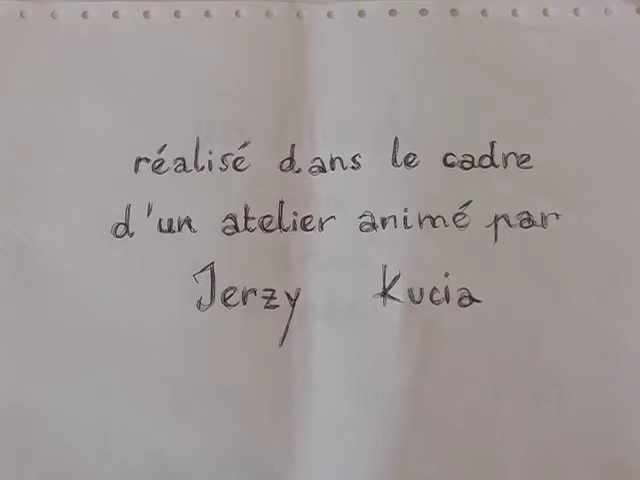 réalisé dans le cadre
d'un atelier animé par
Jerzy Kucia